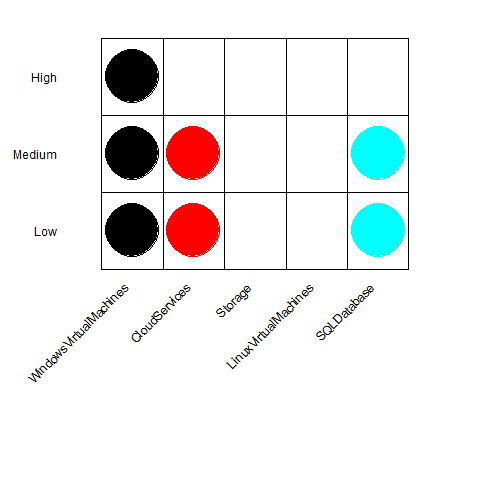 High
Medium
Low
WindowsVirtualMachines
CloudServices
Storage
LinuxVirtualMachines
SQLDatabase